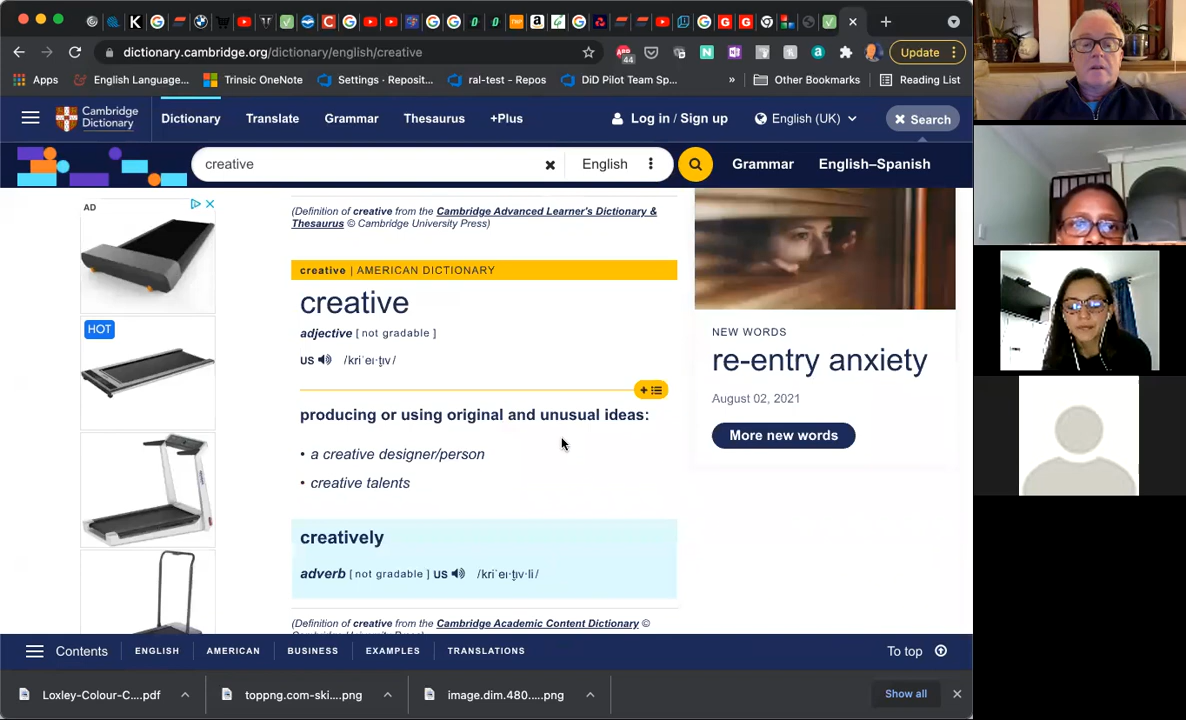 dictionary.cambridge.org/dictionary/english/creative
44
Update
Apps
English Language...
Trinsic OneNote
Settings · Reposit...
ral-test - Repos
DiD Pilot Team Sp...
»
Other Bookmarks
Reading List
Cambridge
Dictionary
Dictionary
Translate
Grammar
Thesaurus
+Plus
Log in / Sign up
English (UK)
Search
creative
English
Grammar
English–Spanish
AD
HOT
(Definition of creative from the Cambridge Advanced Learner's Dictionary &
Thesaurus © Cambridge University Press)
creative | AMERICAN DICTIONARY
creative
adjective [ not gradable ]
US /kriˈeɪ·t̬ɪv/
producing or using original and unusual ideas:
• a creative designer/person
• creative talents
creatively
adverb [ not gradable ] US /kriˈeɪ·t̬ɪv·li/
(Definition of creative from the Cambridge Academic Content Dictionary ©
NEW WORDS
re-entry anxiety
August 02, 2021
More new words
Contents
ENGLISH
AMERICAN
BUSINESS
EXAMPLES
TRANSLATIONS
To top
Loxley-Colour-C....pdf
toppng.com-ski....png
image.dim.480.....png
Show all